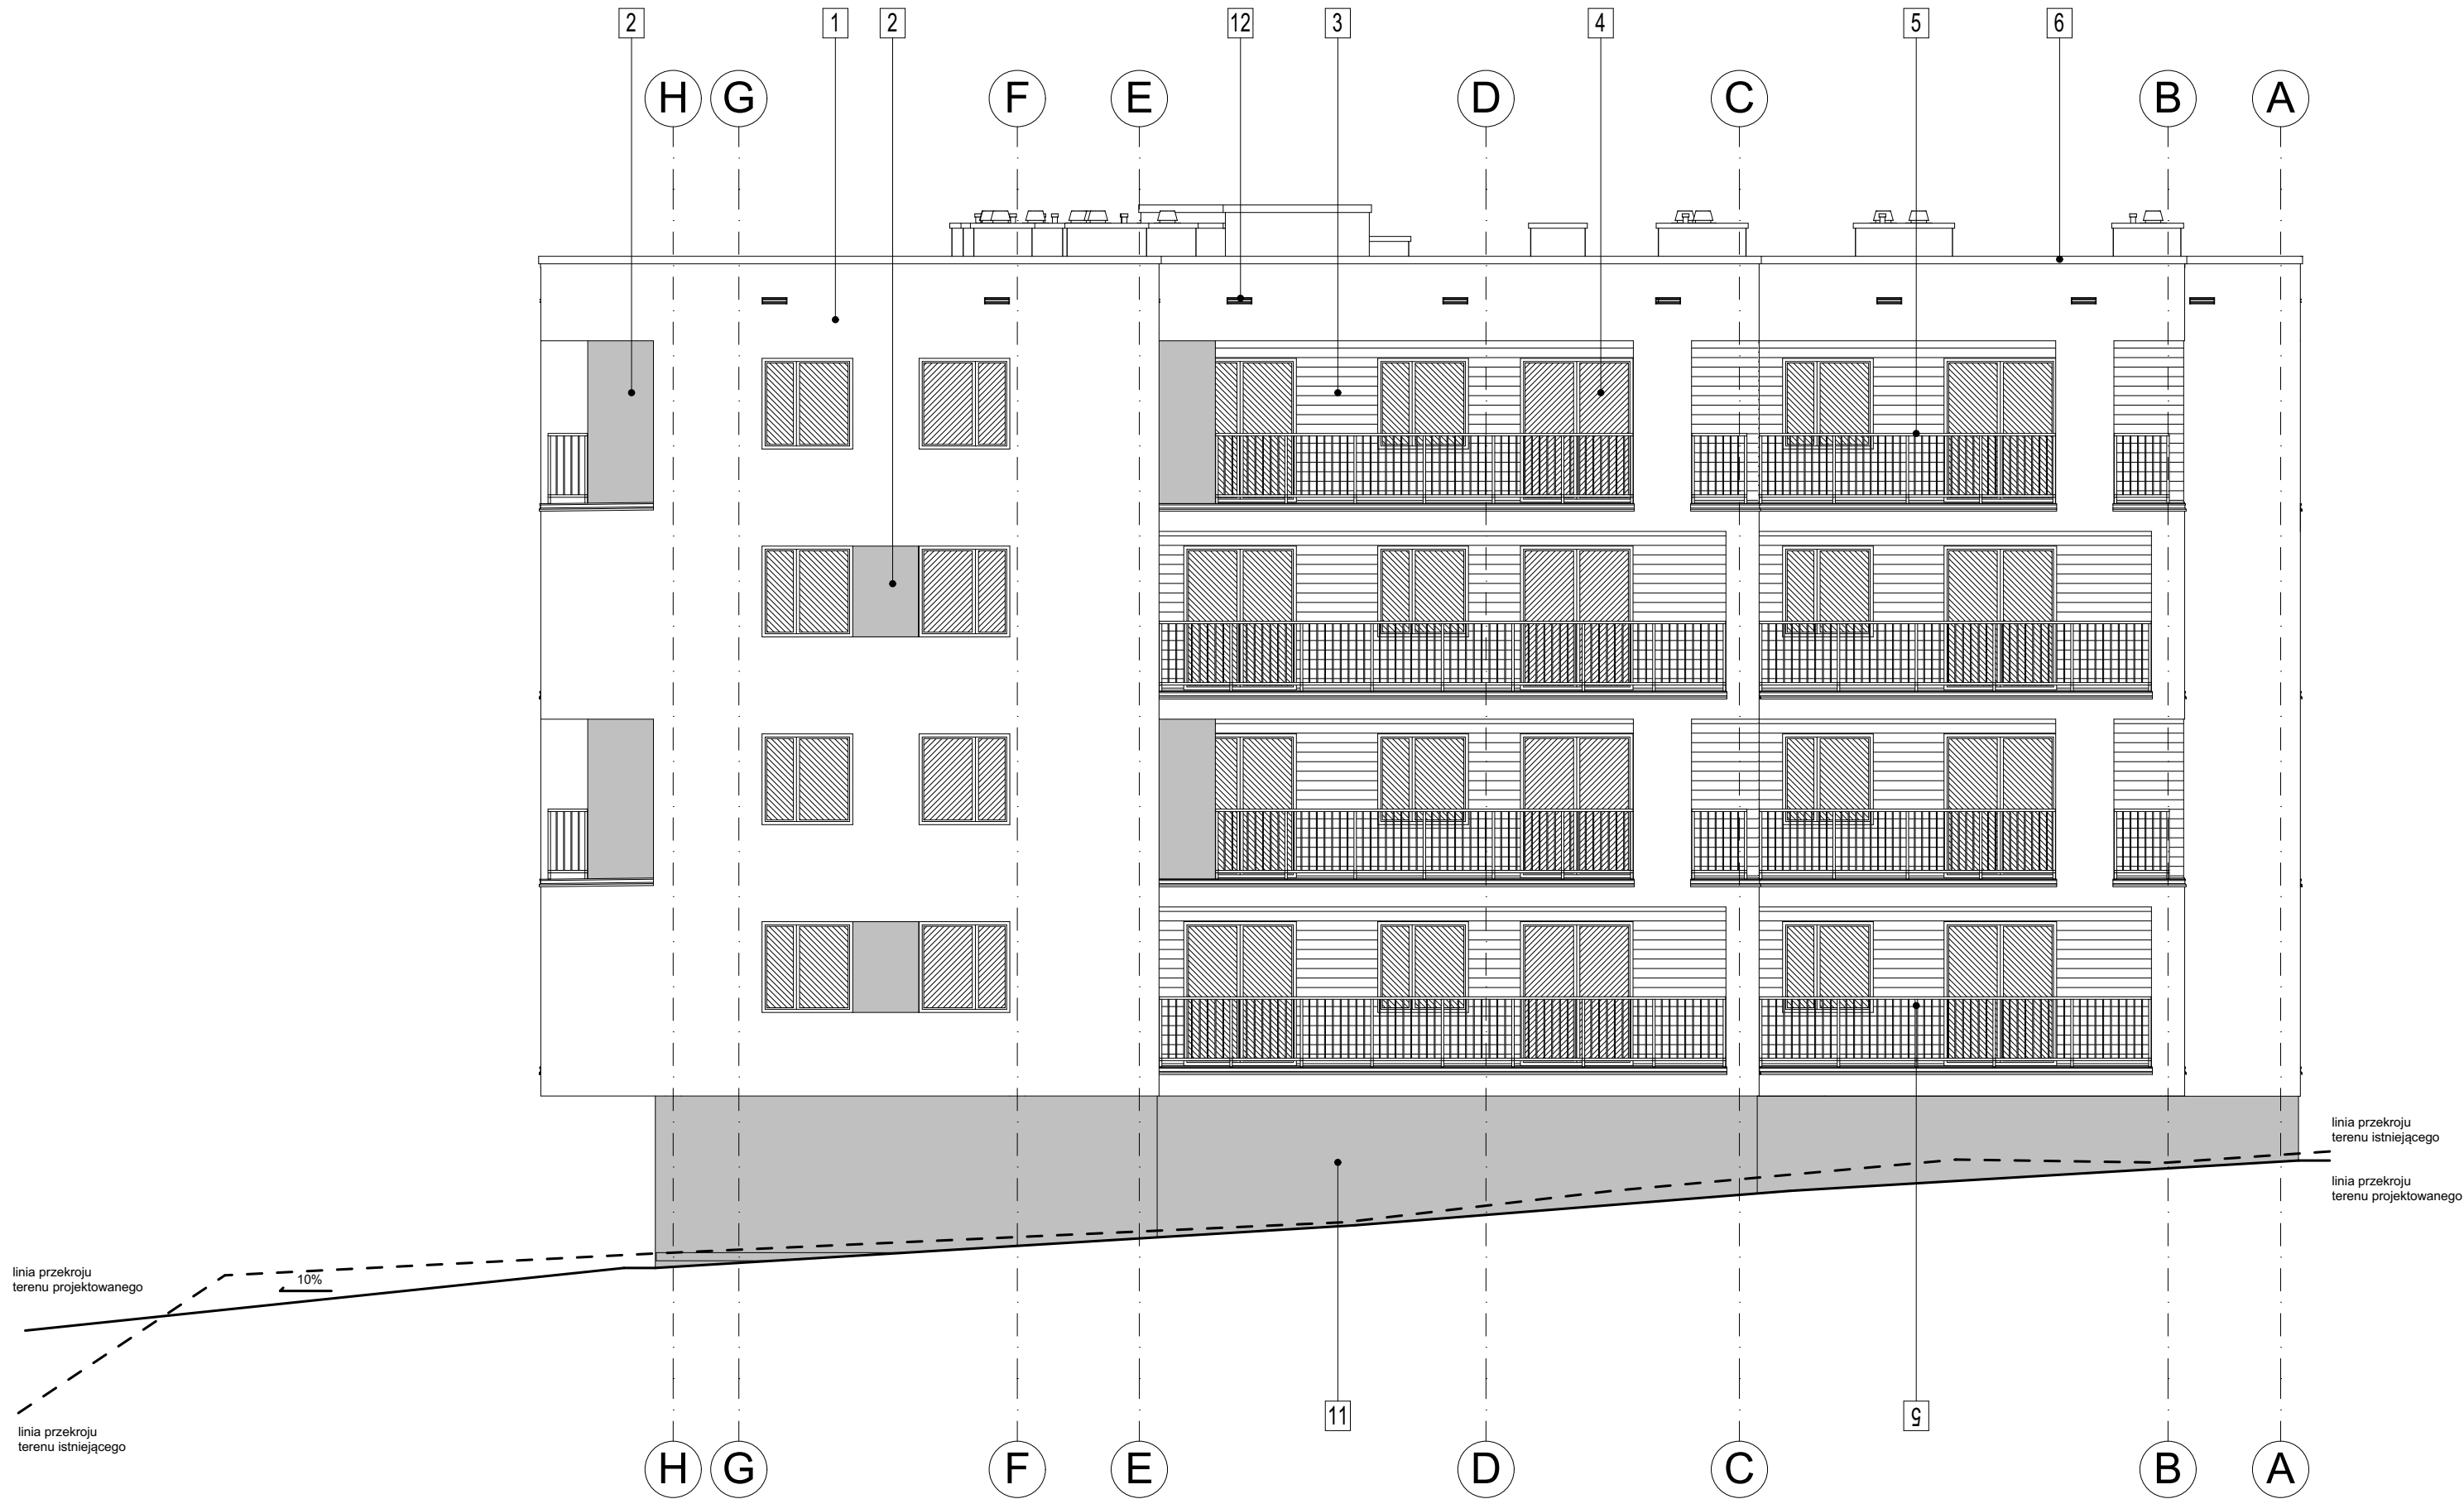 2
1
2
12
3
4
5
6
H
G
F
E
D
C
B
A
linia przekroju
terenu istniejącego
linia przekroju
terenu projektowanego
linia przekroju
terenu projektowanego
10%
linia przekroju
terenu istniejącego
11
5
H
G
F
E
D
C
B
A